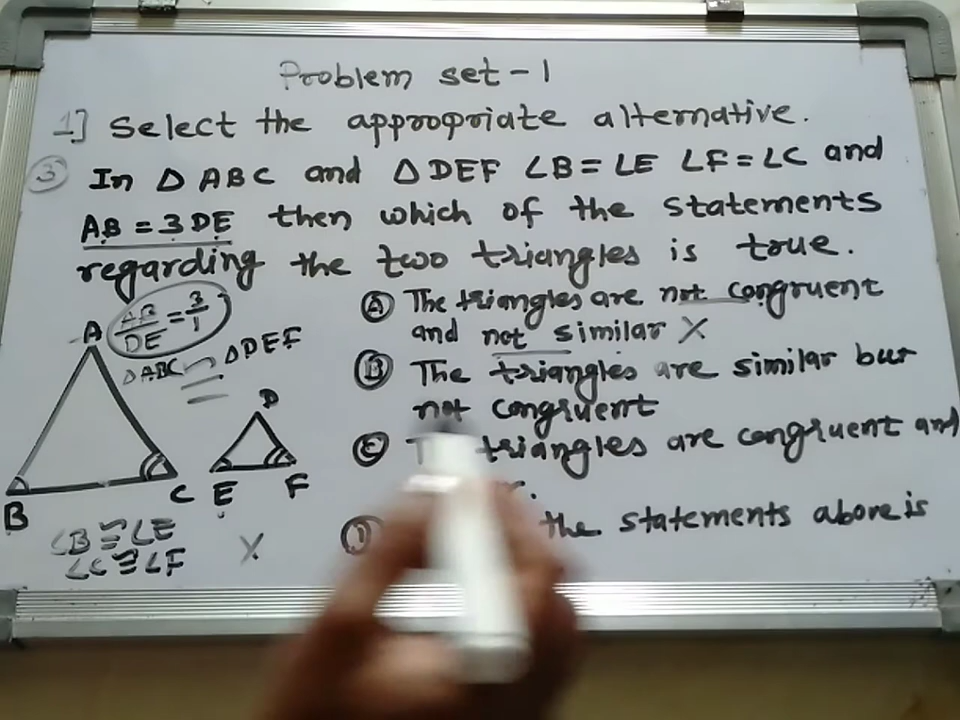 Problem set-1
1] Select the appropriate alternative.
③ In △ABC and △DEF ∠B=∠E ∠F=∠C and
AB=3DE then which of the statements
regarding the two triangles is true.
AB/DE = 3/1
△ABC ~ △DEF
A
B
C
D
E
F
∠B≅∠E
∠C≅∠F
X
Ⓐ The triangles are not congruent
and not similar X
Ⓑ The triangles are similar but
not congruent
Ⓒ triangles are congruent and
Ⓓ the statements above is